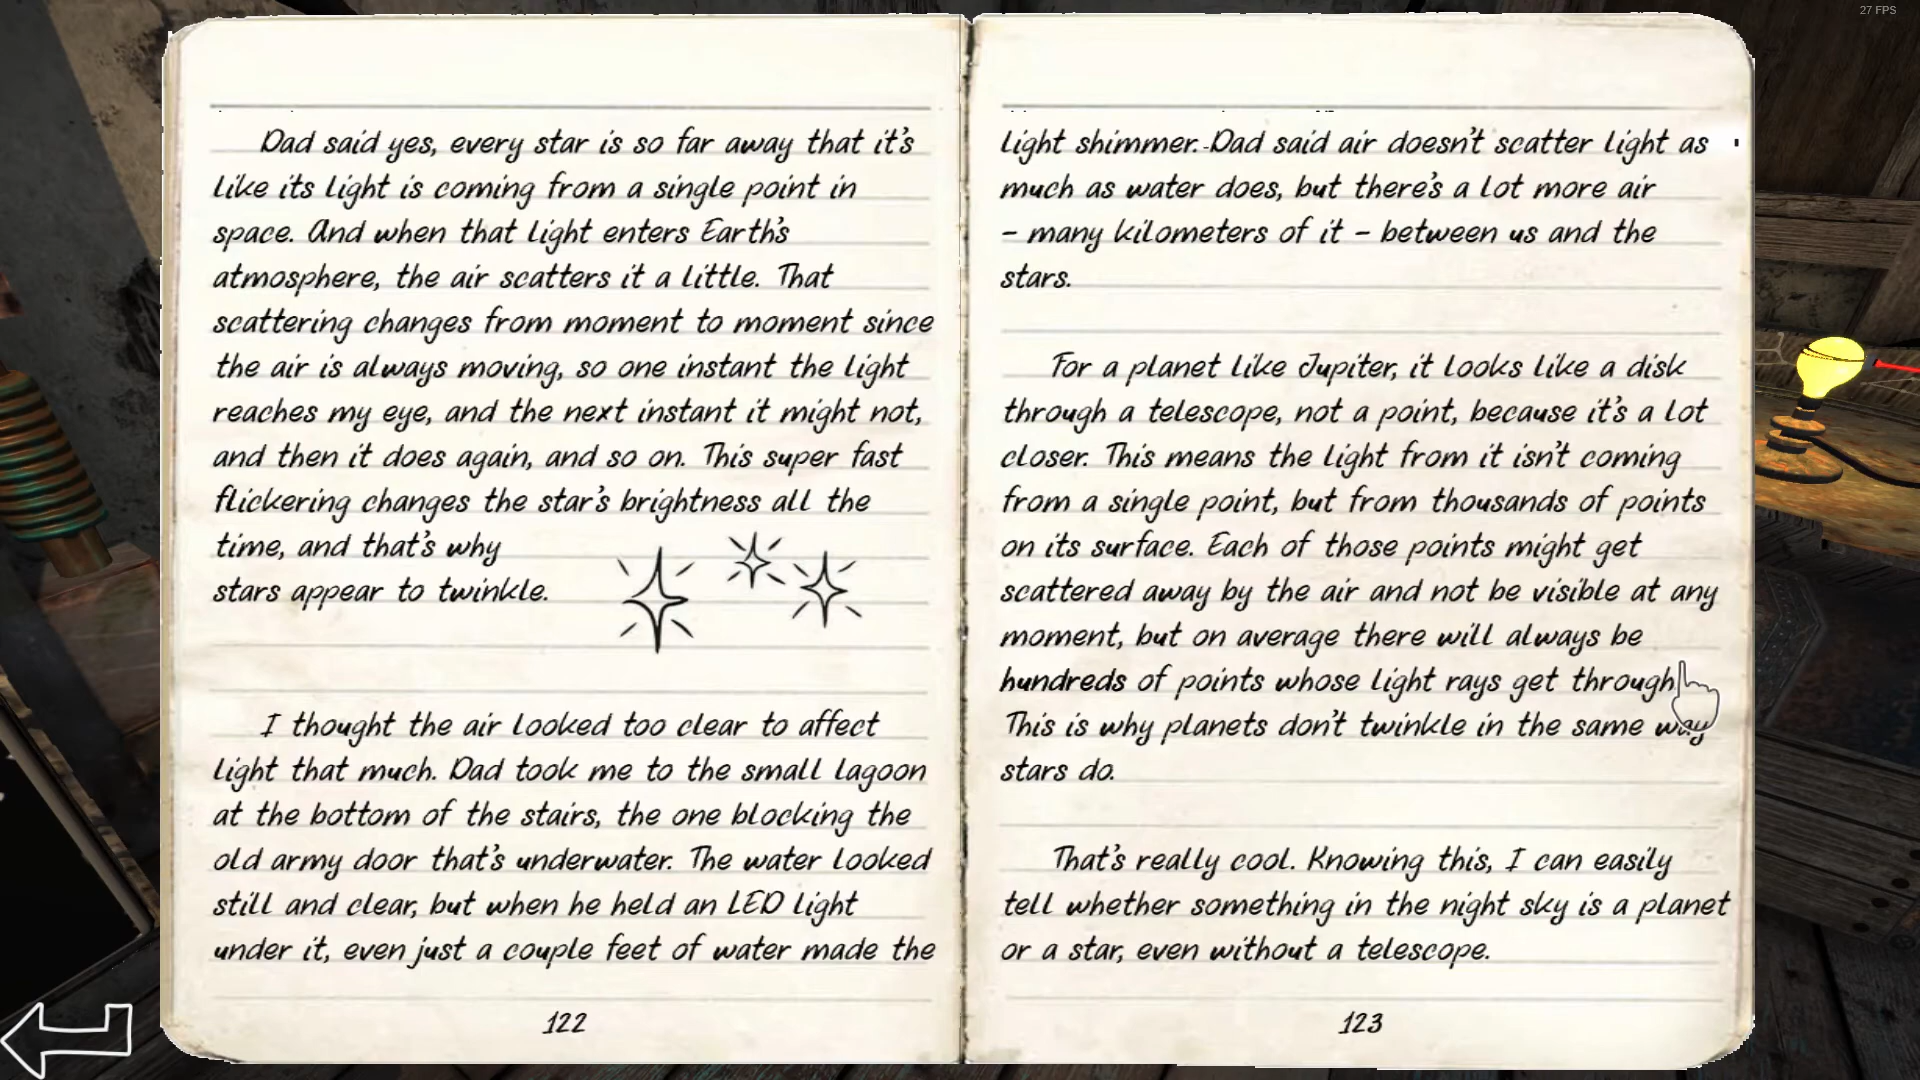 27 FPS
Dad said yes, every star is so far away that it's
like its light is coming from a single point in
space. And when that light enters Earth's
atmosphere, the air scatters it a little. That
scattering changes from moment to moment since
the air is always moving, so one instant the light
reaches my eye, and the next instant it might not,
and then it does again, and so on. This super fast
flickering changes the star's brightness all the
time, and that's why
stars appear to twinkle.
I thought the air looked too clear to affect
light that much. Dad took me to the small lagoon
at the bottom of the stairs, the one blocking the
old army door that's underwater. The water looked
still and clear, but when he held an LED light
under it, even just a couple feet of water made the
122
light shimmer. Dad said air doesn't scatter light as
much as water does, but there's a lot more air
- many kilometers of it - between us and the
stars.
For a planet like Jupiter, it looks like a disk
through a telescope, not a point, because it's a lot
closer. This means the light from it isn't coming
from a single point, but from thousands of points
on its surface. Each of those points might get
scattered away by the air and not be visible at any
moment, but on average there will always be
hundreds of points whose light rays get through
This is why planets don't twinkle in the same way
stars do.
That's really cool. Knowing this, I can easily
tell whether something in the night sky is a planet
or a star, even without a telescope.
123